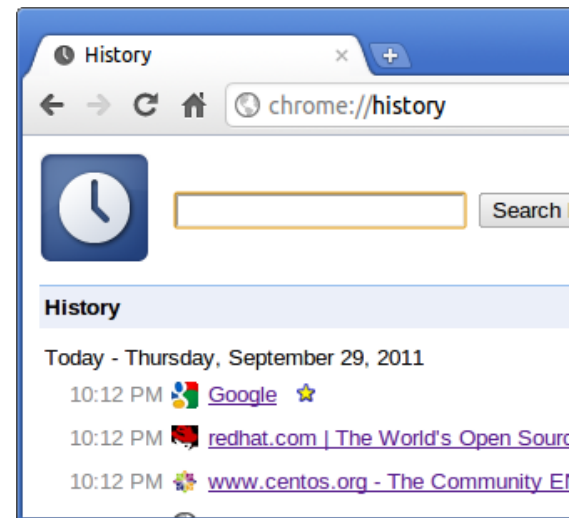 History
chrome://history
Search
History
Today - Thursday, September 29, 2011
10:12 PM Google
10:12 PM redhat.com | The World's Open Sourc
10:12 PM www.centos.org - The Community EN